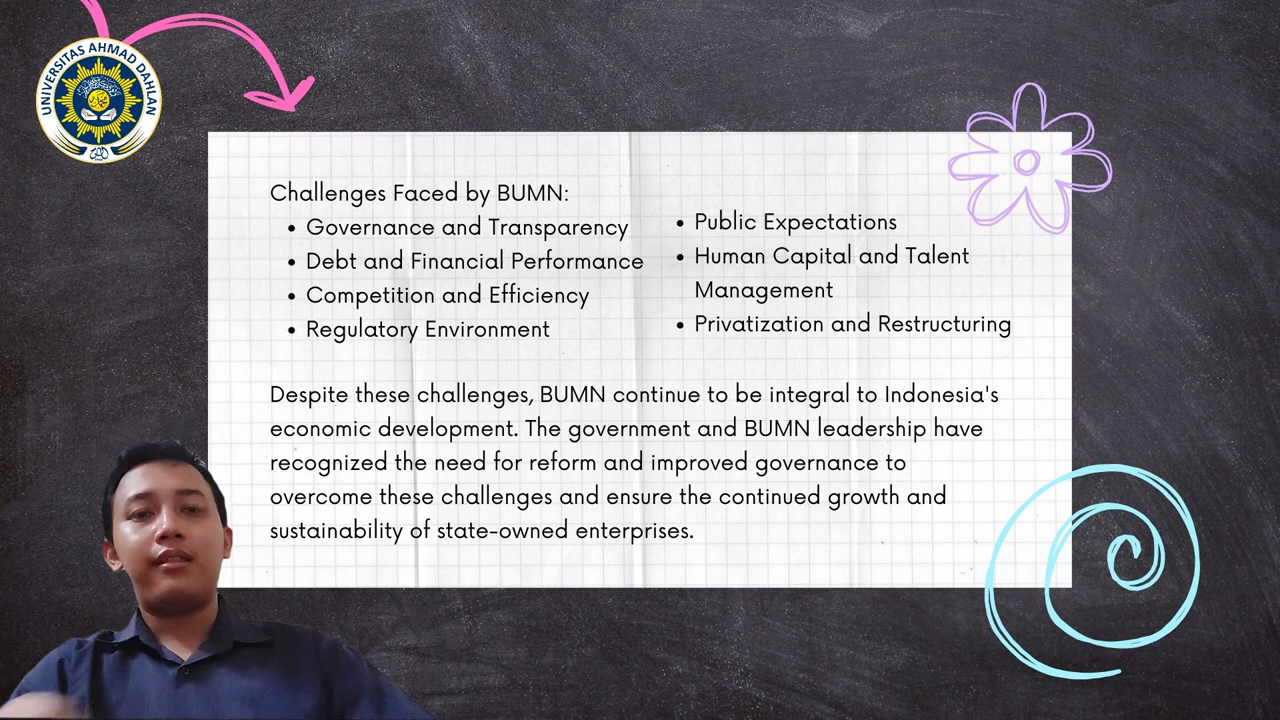 UNIVERSITAS AHMAD DAHLAN
Challenges Faced by BUMN:
• Governance and Transparency
• Debt and Financial Performance
• Competition and Efficiency
• Regulatory Environment
• Public Expectations
• Human Capital and Talent
Management
• Privatization and Restructuring
Despite these challenges, BUMN continue to be integral to Indonesia's
economic development. The government and BUMN leadership have
recognized the need for reform and improved governance to
overcome these challenges and ensure the continued growth and
sustainability of state-owned enterprises.